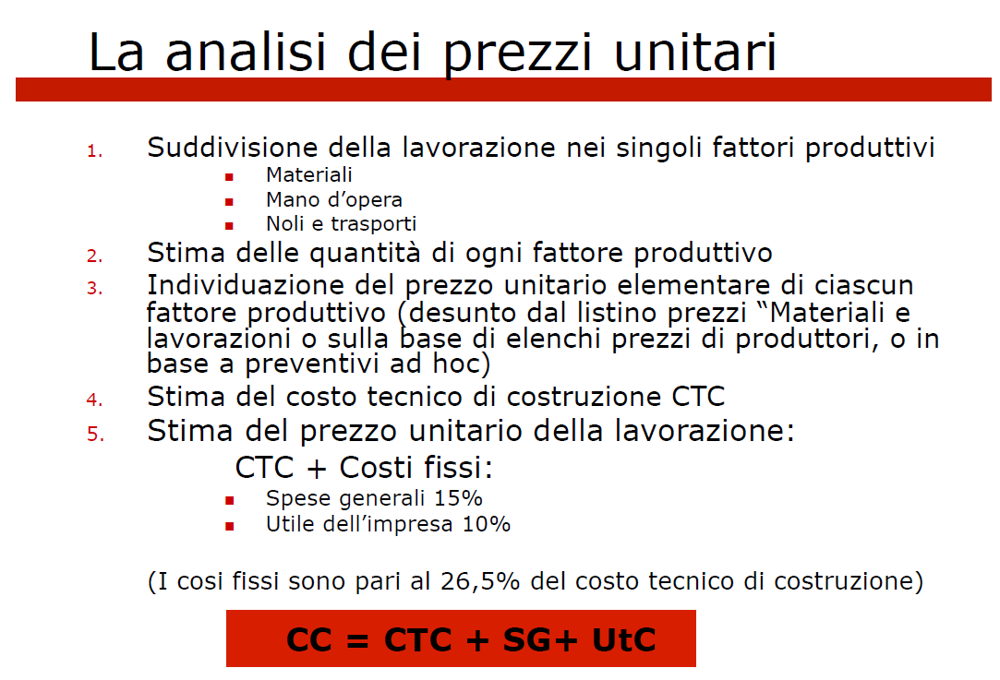 La analisi dei prezzi unitari
1. Suddivisione della lavorazione nei singoli fattori produttivi
■ Materiali
■ Mano d’opera
■ Noli e trasporti
2. Stima delle quantità di ogni fattore produttivo
3. Individuazione del prezzo unitario elementare di ciascun
fattore produttivo (desunto dal listino prezzi “Materiali e
lavorazioni o sulla base di elenchi prezzi di produttori, o in
base a preventivi ad hoc)
4. Stima del costo tecnico di costruzione CTC
5. Stima del prezzo unitario della lavorazione:
CTC + Costi fissi:
■ Spese generali 15%
■ Utile dell’impresa 10%
(I cosi fissi sono pari al 26,5% del costo tecnico di costruzione)
CC = CTC + SG+ UtC